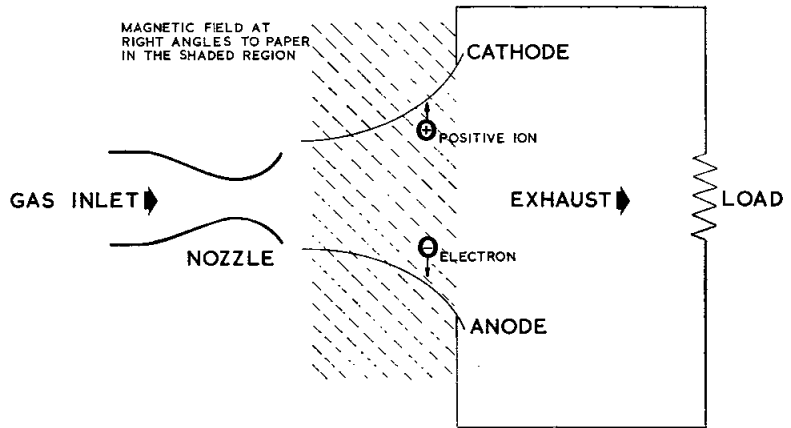 MAGNETIC FIELD AT
RIGHT ANGLES TO PAPER
IN THE SHADED REGION
CATHODE
+ POSITIVE ION
GAS INLET
EXHAUST
LOAD
− ELECTRON
NOZZLE
ANODE